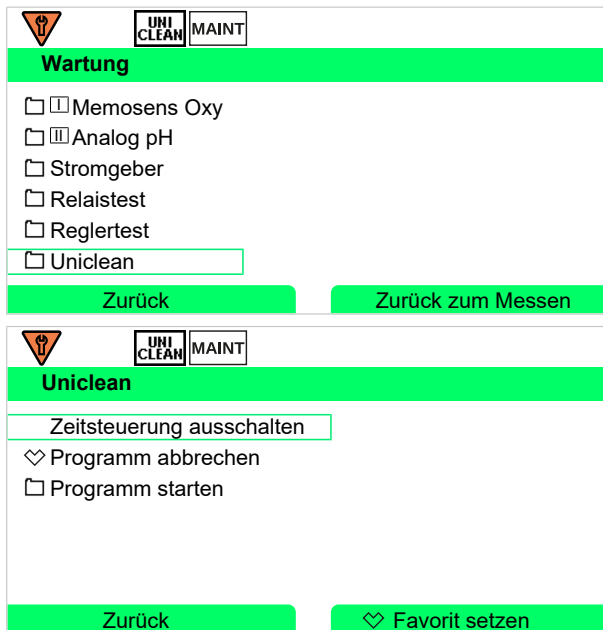 UNI
CLEAN MAINT
Wartung
I Memosens Oxy
II Analog pH
Stromgeber
Relaistest
Reglertest
Uniclean
Zurück Zurück zum Messen
UNI
CLEAN MAINT
Uniclean
Zeitsteuerung ausschalten
Programm abbrechen
Programm starten
Zurück Favorit setzen